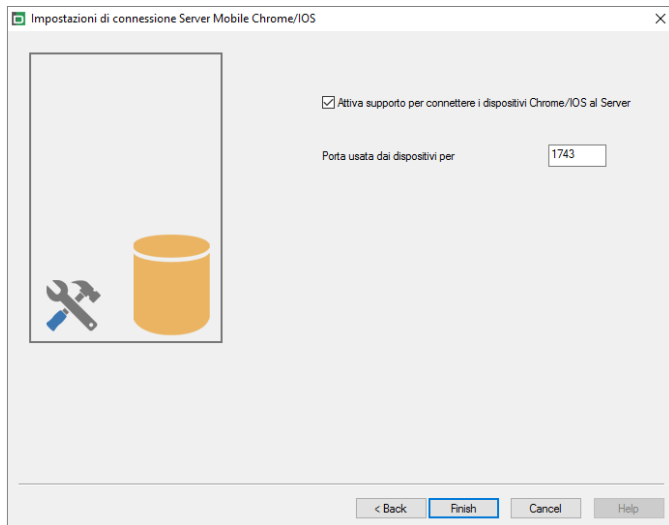 Impostazioni di connessione Server Mobile Chrome/IOS
Attiva supporto per connettere i dispositivi Chrome/IOS al Server
Porta usata dai dispositivi per 1743
< Back Finish Cancel Help